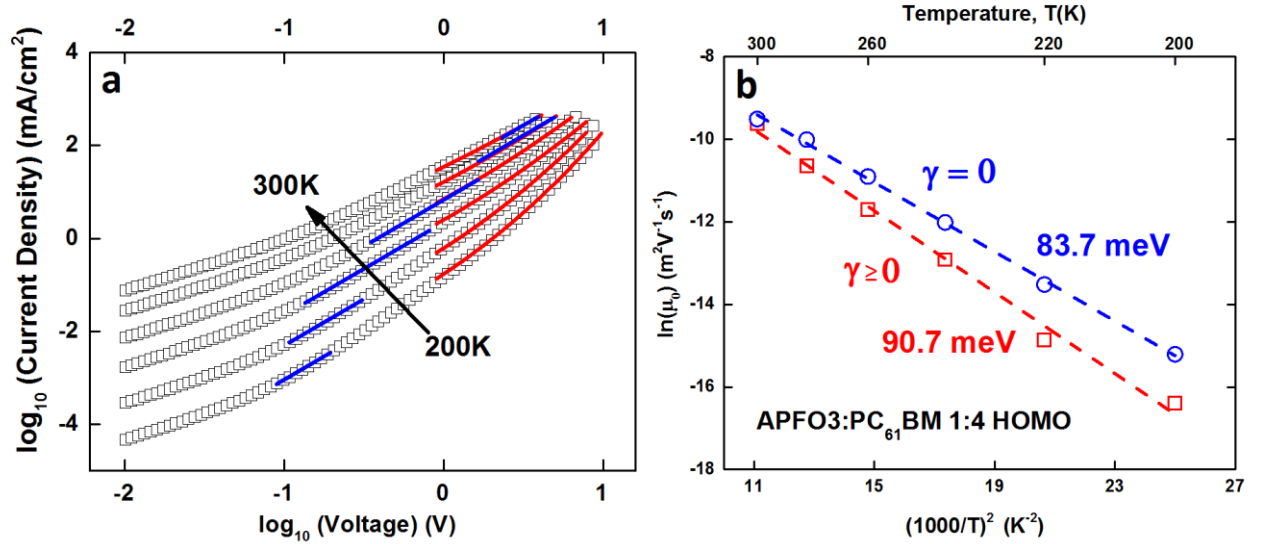 -2 -1 0 1
a
4
2
0
-2
-4
log₁₀ (Current Density) (mA/cm²)
300K
200K
-2 -1 0 1
log₁₀ (Voltage) (V)
Temperature, T(K)
300 260 220 200
b
-8
-10
-12
-14
-16
-18
ln(μ₀) (m²V⁻¹s⁻¹)
γ = 0
83.7 meV
γ≥0
90.7 meV
APFO3:PC₆₁BM 1:4 HOMO
11 15 19 23 27
(1000/T)² (K⁻²)